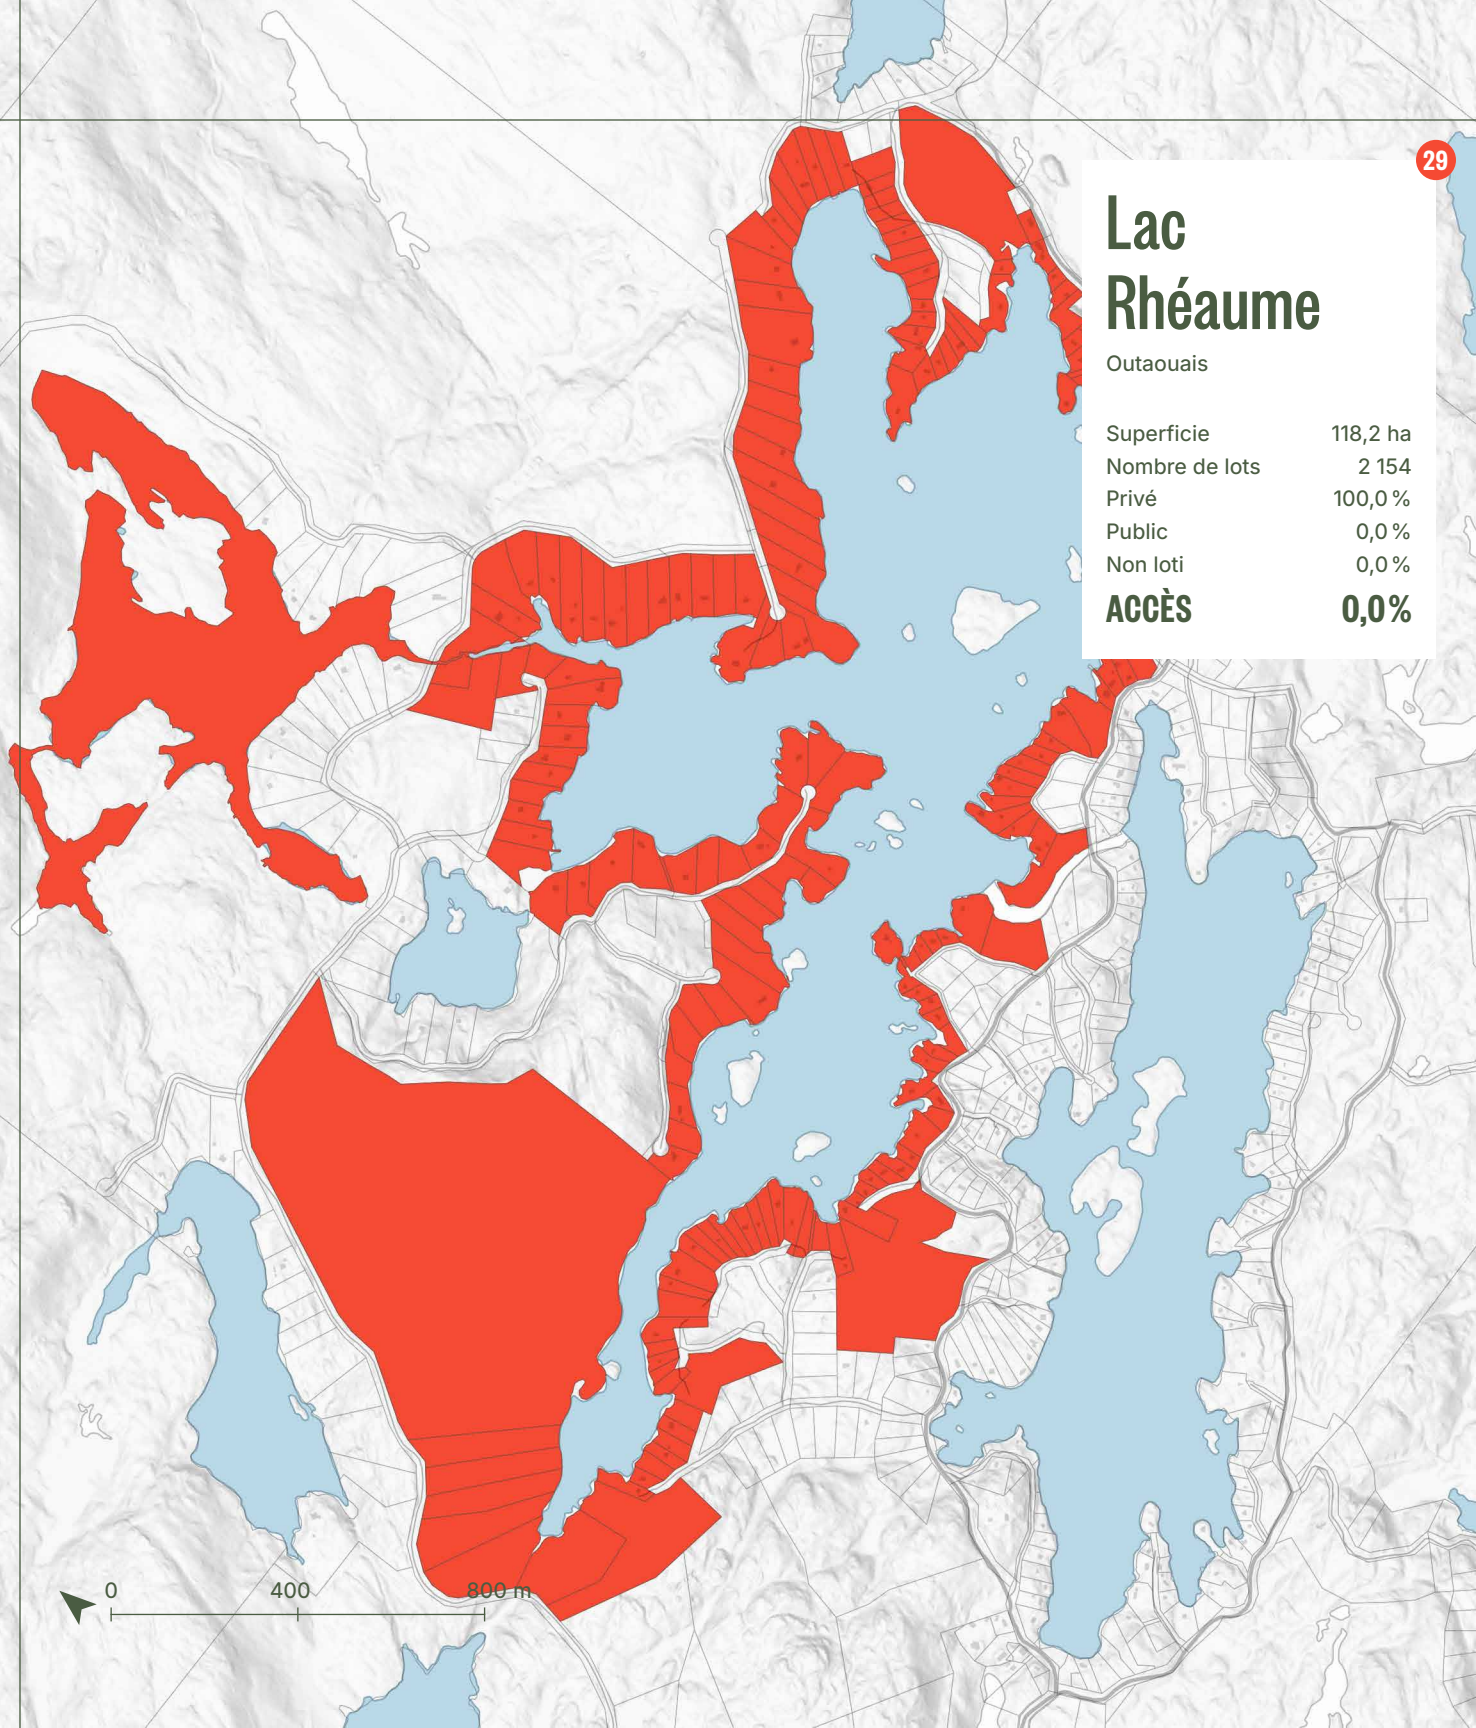 29
Lac
Rhéaume
Outaouais
Superficie 118,2 ha
Nombre de lots 2 154
Privé 100,0 %
Public 0,0 %
Non loti 0,0 %
ACCÈS 0,0 %
0 400 800 m